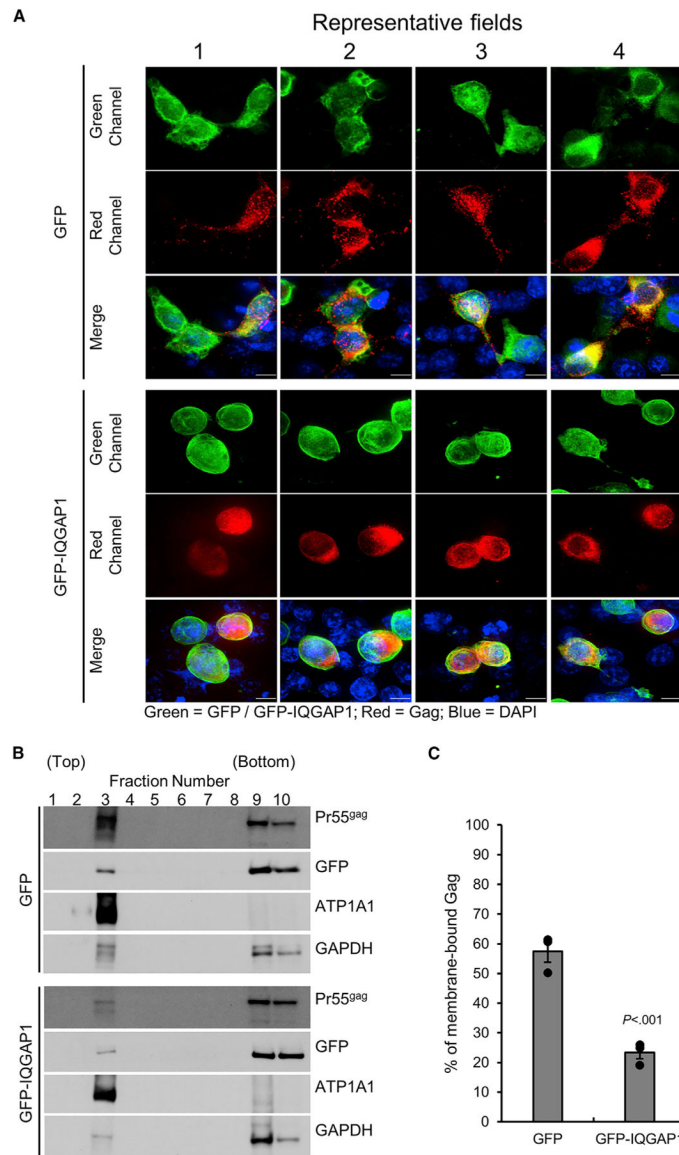 A
Representative fields
1 2 3 4
GFP
Green Channel
Red Channel
Merge
GFP-IQGAP1
Green Channel
Red Channel
Merge
Green = GFP / GFP-IQGAP1; Red = Gag; Blue = DAPI
B
(Top) (Bottom)
Fraction Number
1 2 3 4 5 6 7 8 9 10
GFP
Pr55gag
GFP
ATP1A1
GAPDH
GFP-IQGAP1
Pr55gag
GFP
ATP1A1
GAPDH
C
% of membrane-bound Gag
100
90
80
70
60
50
40
30
20
10
0
P<.001
GFP GFP-IQGAP1